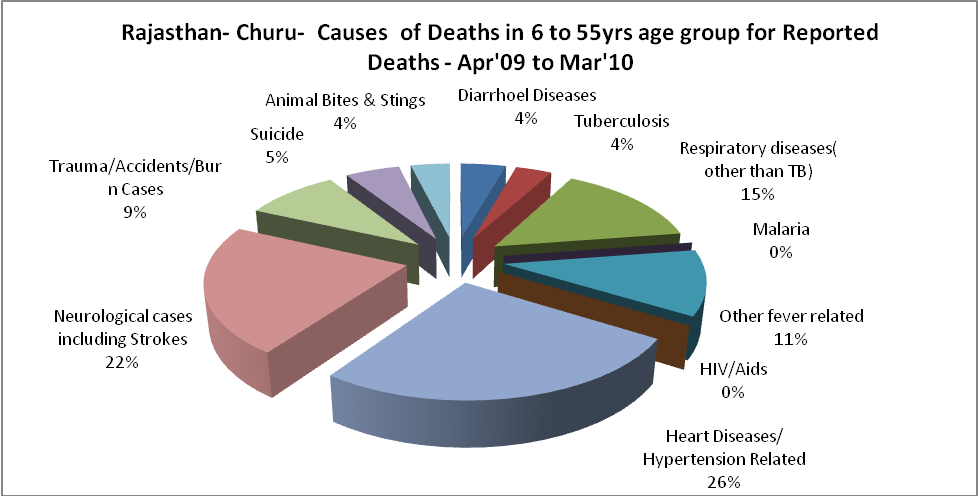 Rajasthan- Churu- Causes of Deaths in 6 to 55yrs age group for Reported
Deaths - Apr'09 to Mar'10
Diarrhoel Diseases
4%
Tuberculosis
4%
Respiratory diseases(
other than TB)
15%
Malaria
0%
Other fever related
11%
HIV/Aids
0%
Heart Diseases/
Hypertension Related
26%
Neurological cases
including Strokes
22%
Trauma/Accidents/Bur
n Cases
9%
Suicide
5%
Animal Bites & Stings
4%